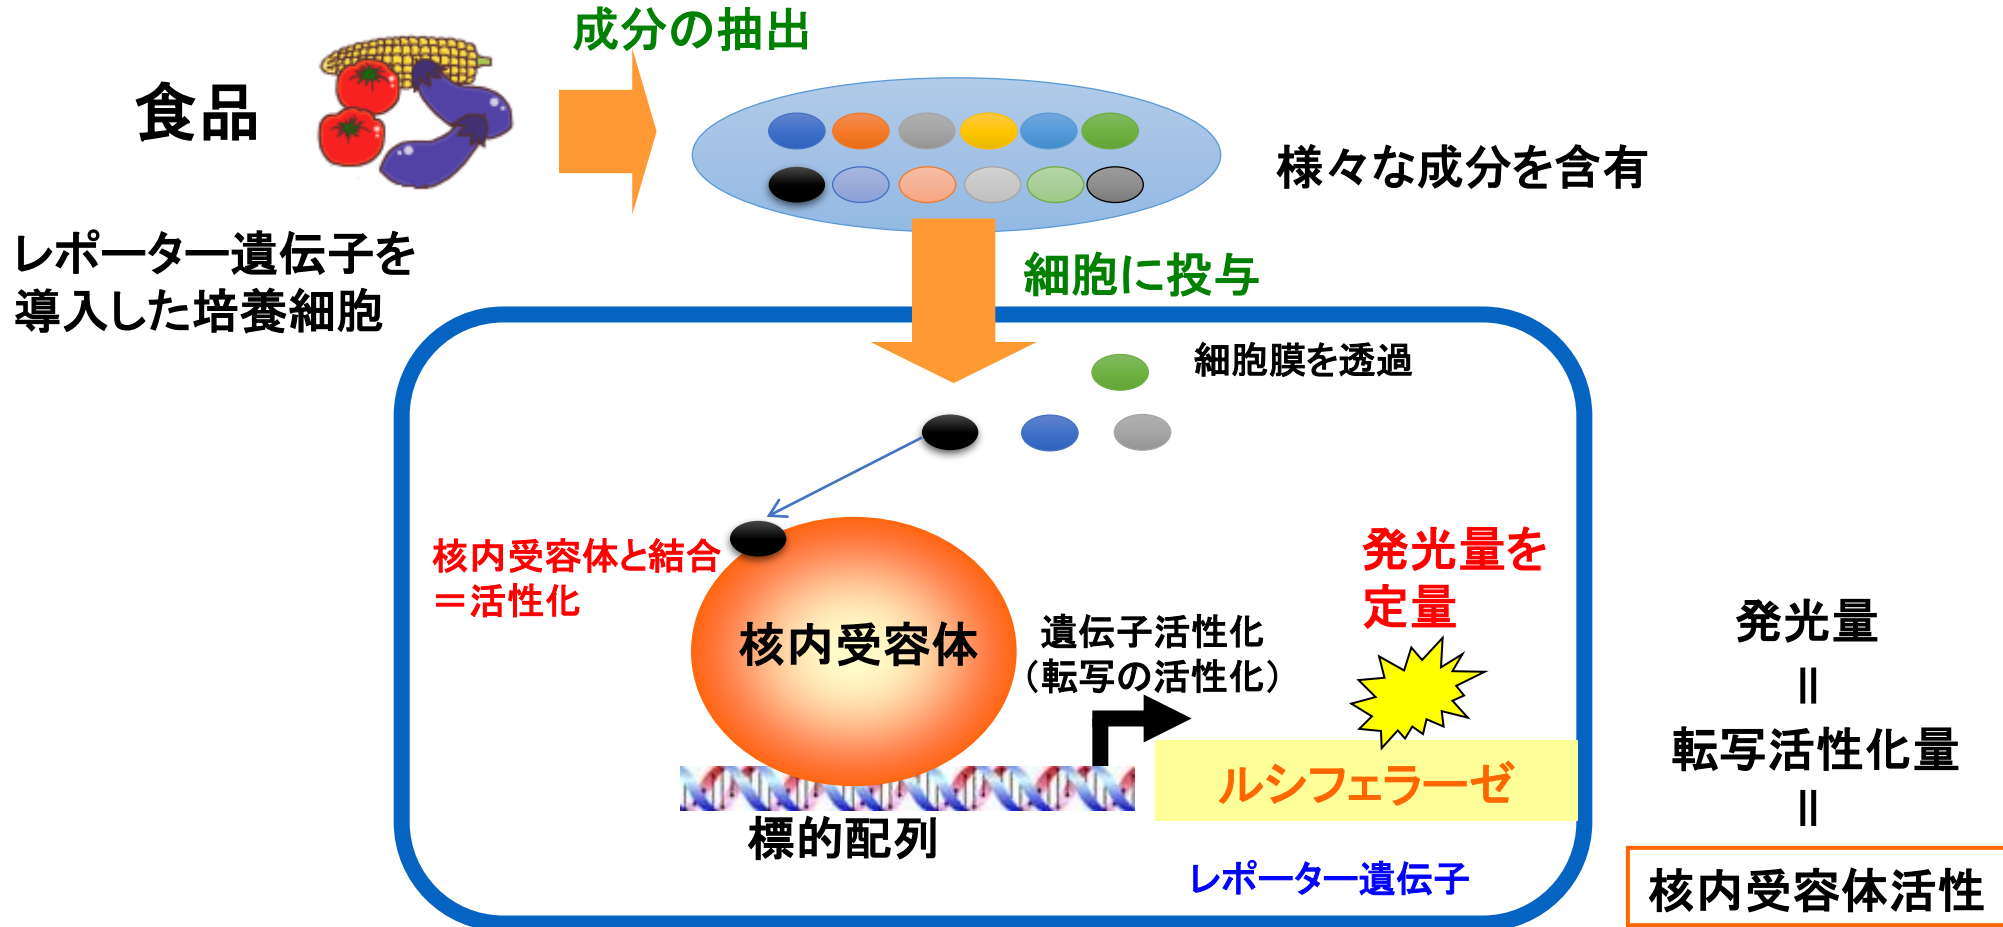 成分の抽出
食品
様々な成分を含有
レポーター遺伝子を
導入した培養細胞
細胞に投与
細胞膜を透過
核内受容体と結合
＝活性化
核内受容体
遺伝子活性化
（転写の活性化）
発光量を
定量
ルシフェラーゼ
標的配列
レポーター遺伝子
発光量
＝
転写活性化量
＝
核内受容体活性